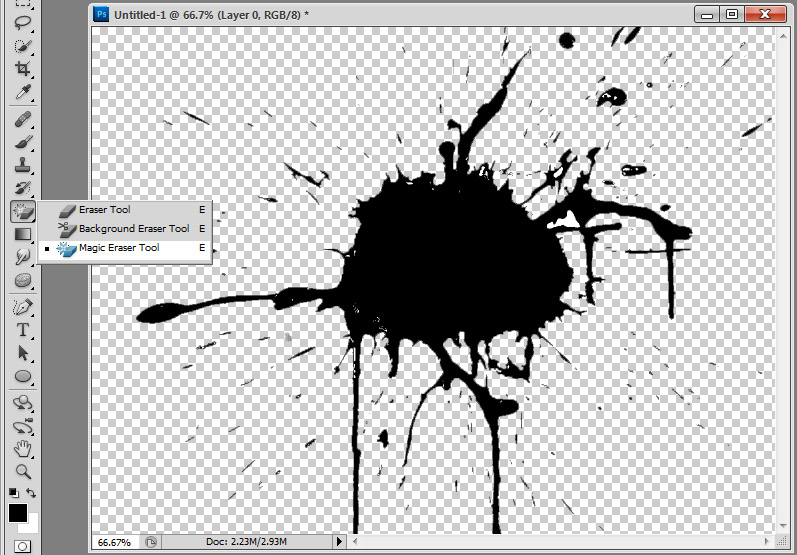 Ps Untitled-1 @ 66.7% (Layer 0, RGB/8) *
Eraser Tool E
Background Eraser Tool E
Magic Eraser Tool E
T
66.67% Doc: 2.23M/2.93M